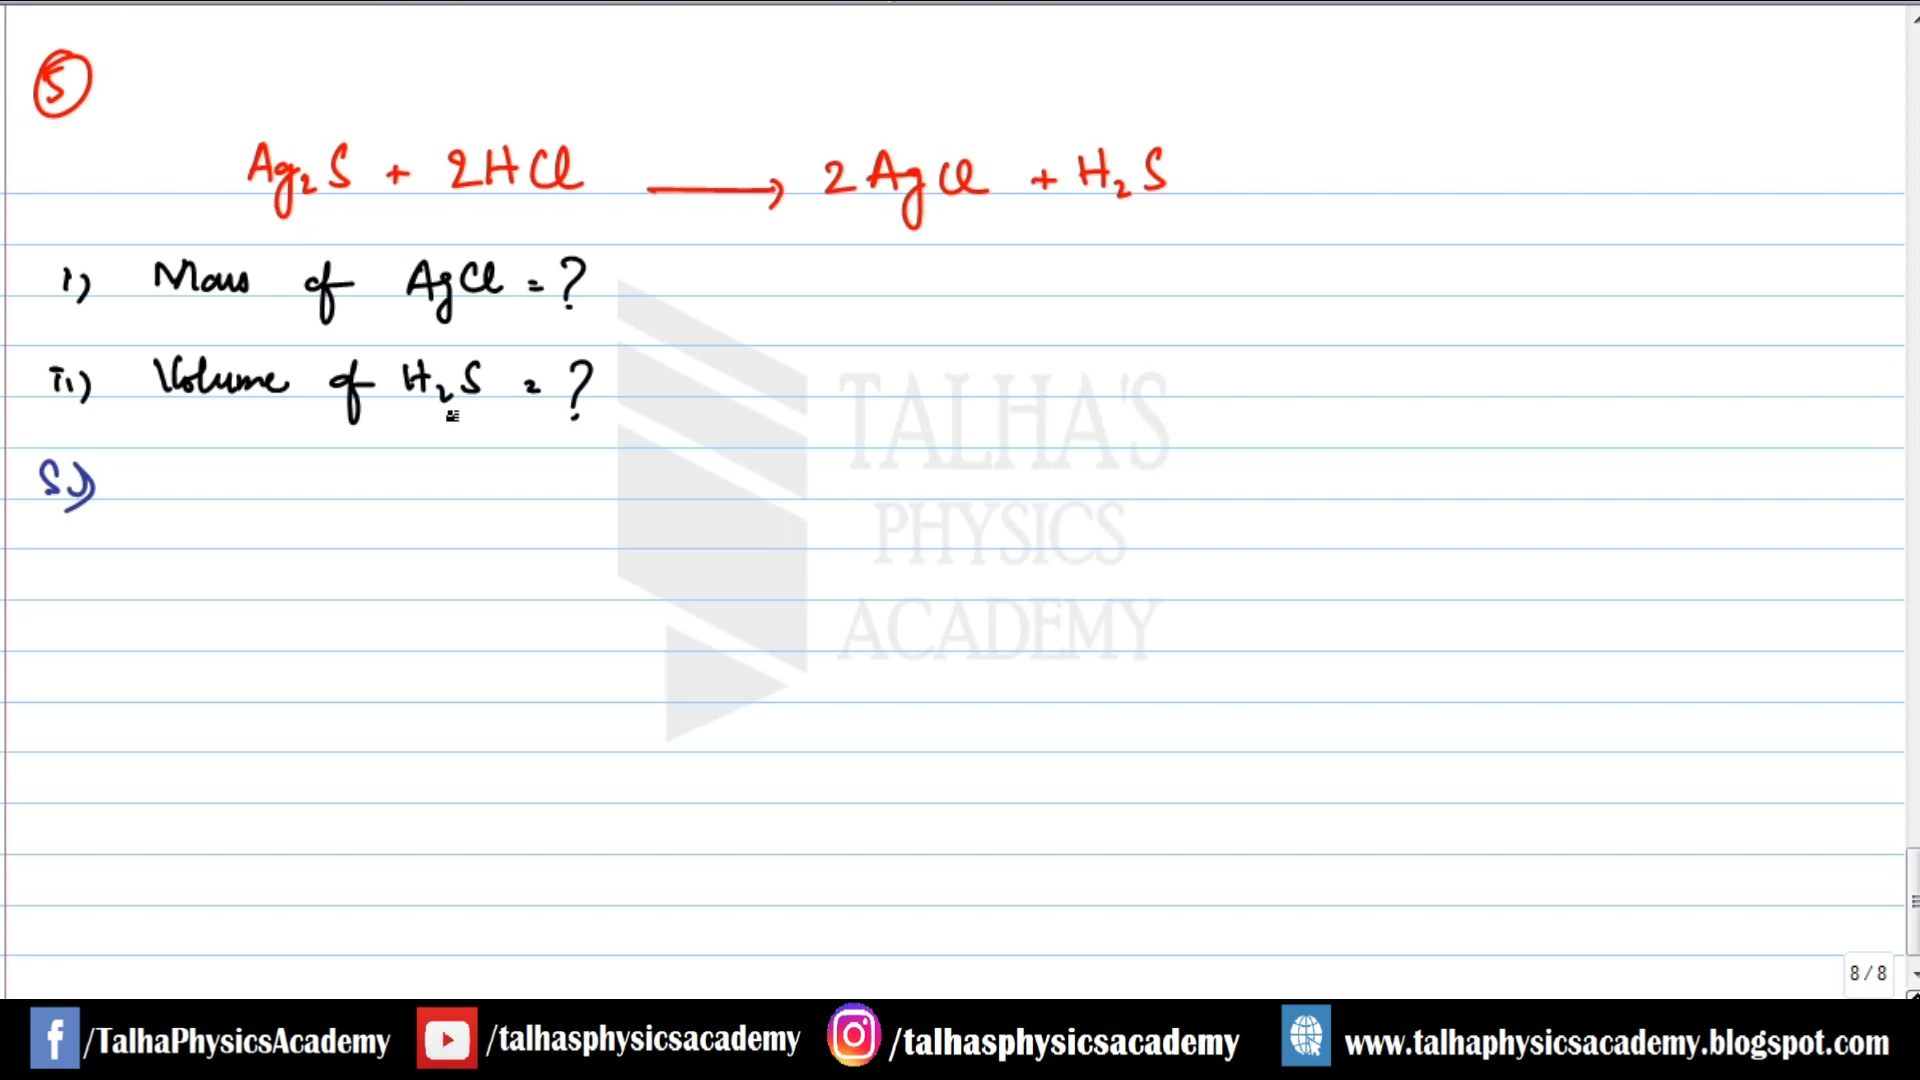 5
Ag₂S + 2HCl ⟶ 2AgCl + H₂S
i) Mass of AgCl = ?
ii) Volume of H₂S = ?
TALHA'S
PHYSICS
ACADEMY
8 / 8
/TalhaPhysicsAcademy
/talhasphysicsacademy
/talhasphysicsacademy
www.talhaphysicsacademy.blogspot.com